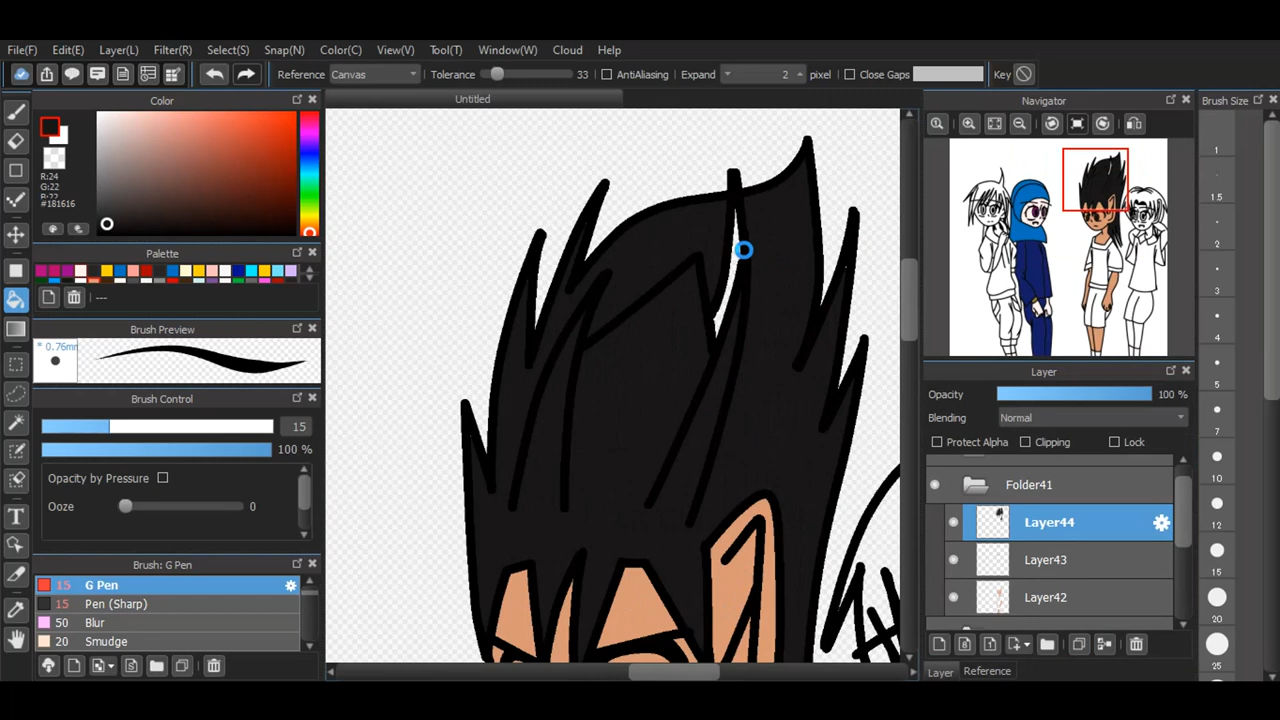 File(F) Edit(E) Layer(L) Filter(R) Select(S) Snap(N) Color(C) View(V) Tool(T) Window(W) Cloud Help
Reference Canvas Tolerance 33 AntiAliasing Expand 2 pixel Close Gaps Key
Color
R:24
G:22
B:22
#181616
Palette
---
Brush Preview
* 0.76mm
Brush Control
15
100 %
Opacity by Pressure
Ooze 0
Brush: G Pen
15 G Pen
15 Pen (Sharp)
50 Blur
20 Smudge
Untitled
Navigator
Layer
Opacity 100 %
Blending Normal
Protect Alpha Clipping Lock
Folder41
Layer44
Layer43
Layer42
Layer Reference
Brush Size
1
1.5
2
3
5
7
10
12
15
20
25